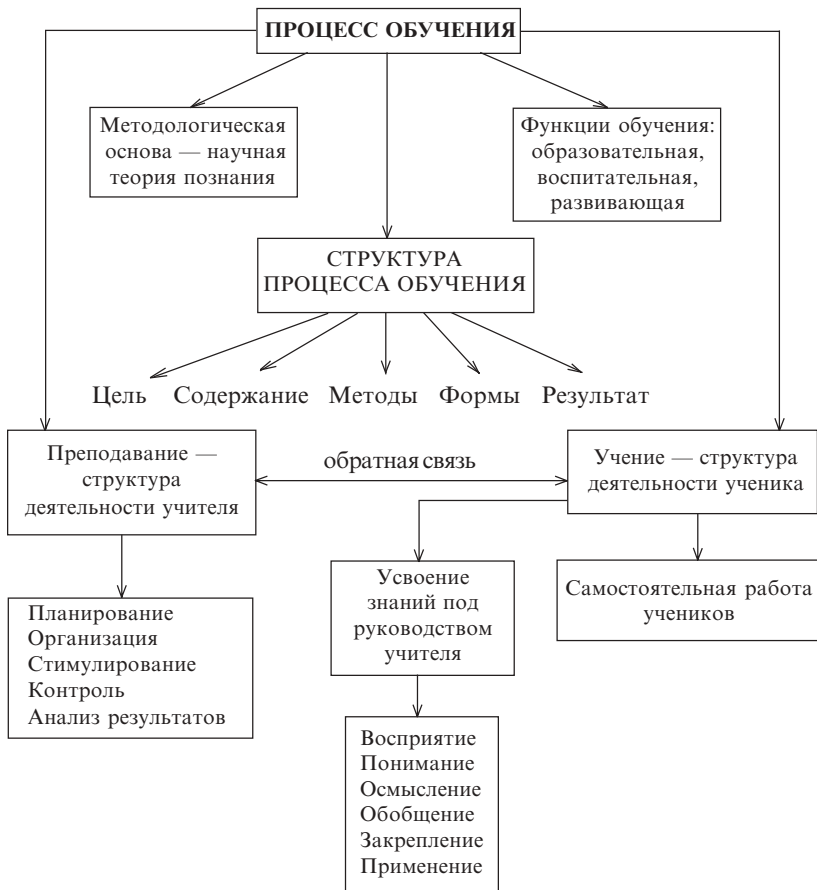 ПРОЦЕСС ОБУЧЕНИЯ
Методологическая
основа — научная
теория познания
Функции обучения:
образовательная,
воспитательная,
развивающая
СТРУКТУРА
ПРОЦЕССА ОБУЧЕНИЯ
Цель Содержание Методы Формы Результат
Преподавание —
структура
деятельности учителя
обратная связь
Учение — структура
деятельности ученика
Планирование
Организация
Стимулирование
Контроль
Анализ результатов
Усвоение
знаний под
руководством
учителя
Самостоятельная работа
учеников
Восприятие
Понимание
Осмысление
Обобщение
Закрепление
Применение